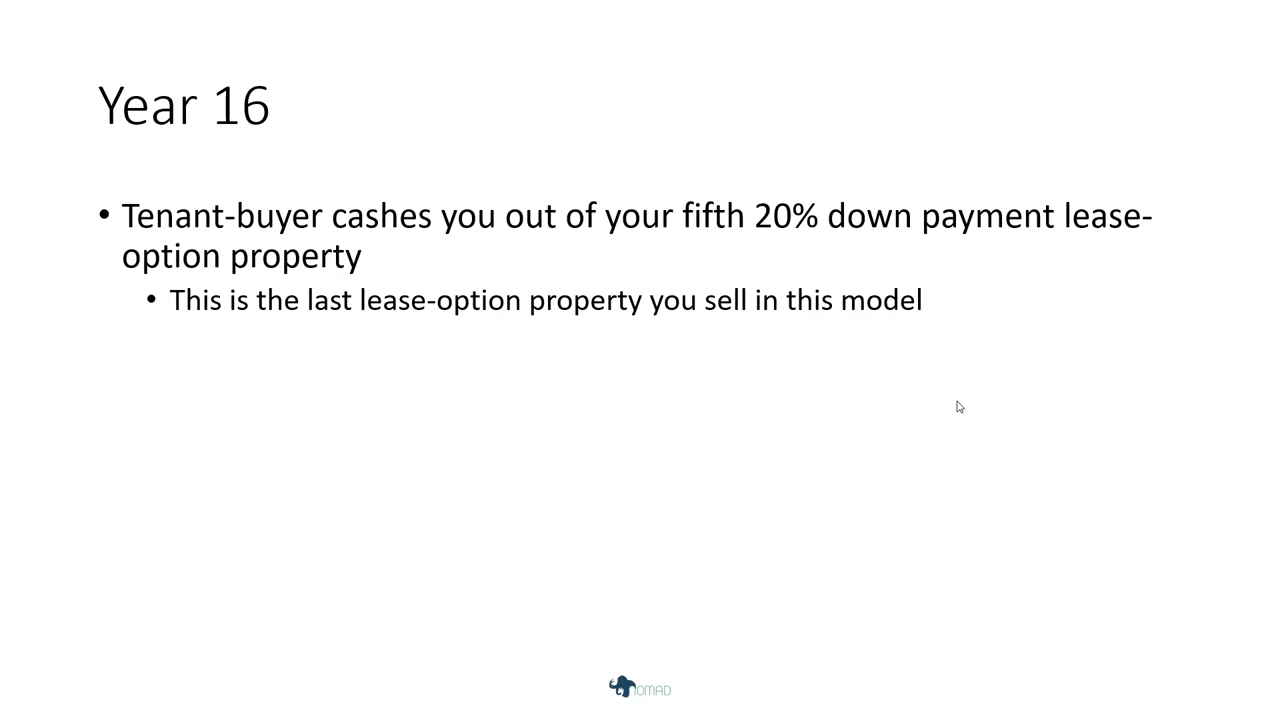 Year 16
• Tenant-buyer cashes you out of your fifth 20% down payment lease-
option property
• This is the last lease-option property you sell in this model
NOMAD